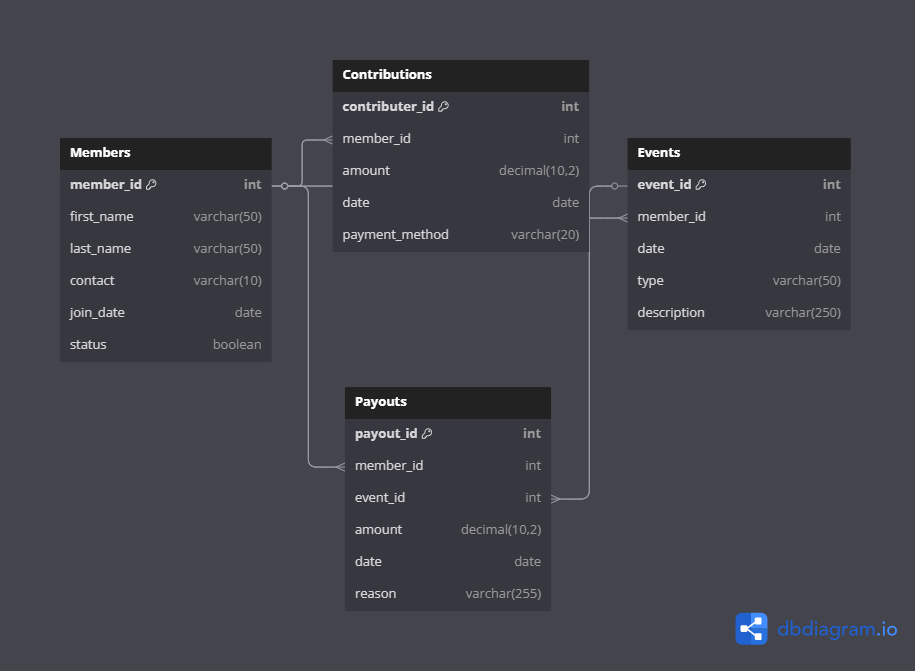 Contributions
contributer_id int
member_id int
amount decimal(10,2)
date date
payment_method varchar(20)
Members
member_id int
first_name varchar(50)
last_name varchar(50)
contact varchar(10)
join_date date
status boolean
Events
event_id int
member_id int
date date
type varchar(50)
description varchar(250)
Payouts
payout_id int
member_id int
event_id int
amount decimal(10,2)
date date
reason varchar(255)
dbdiagram.io